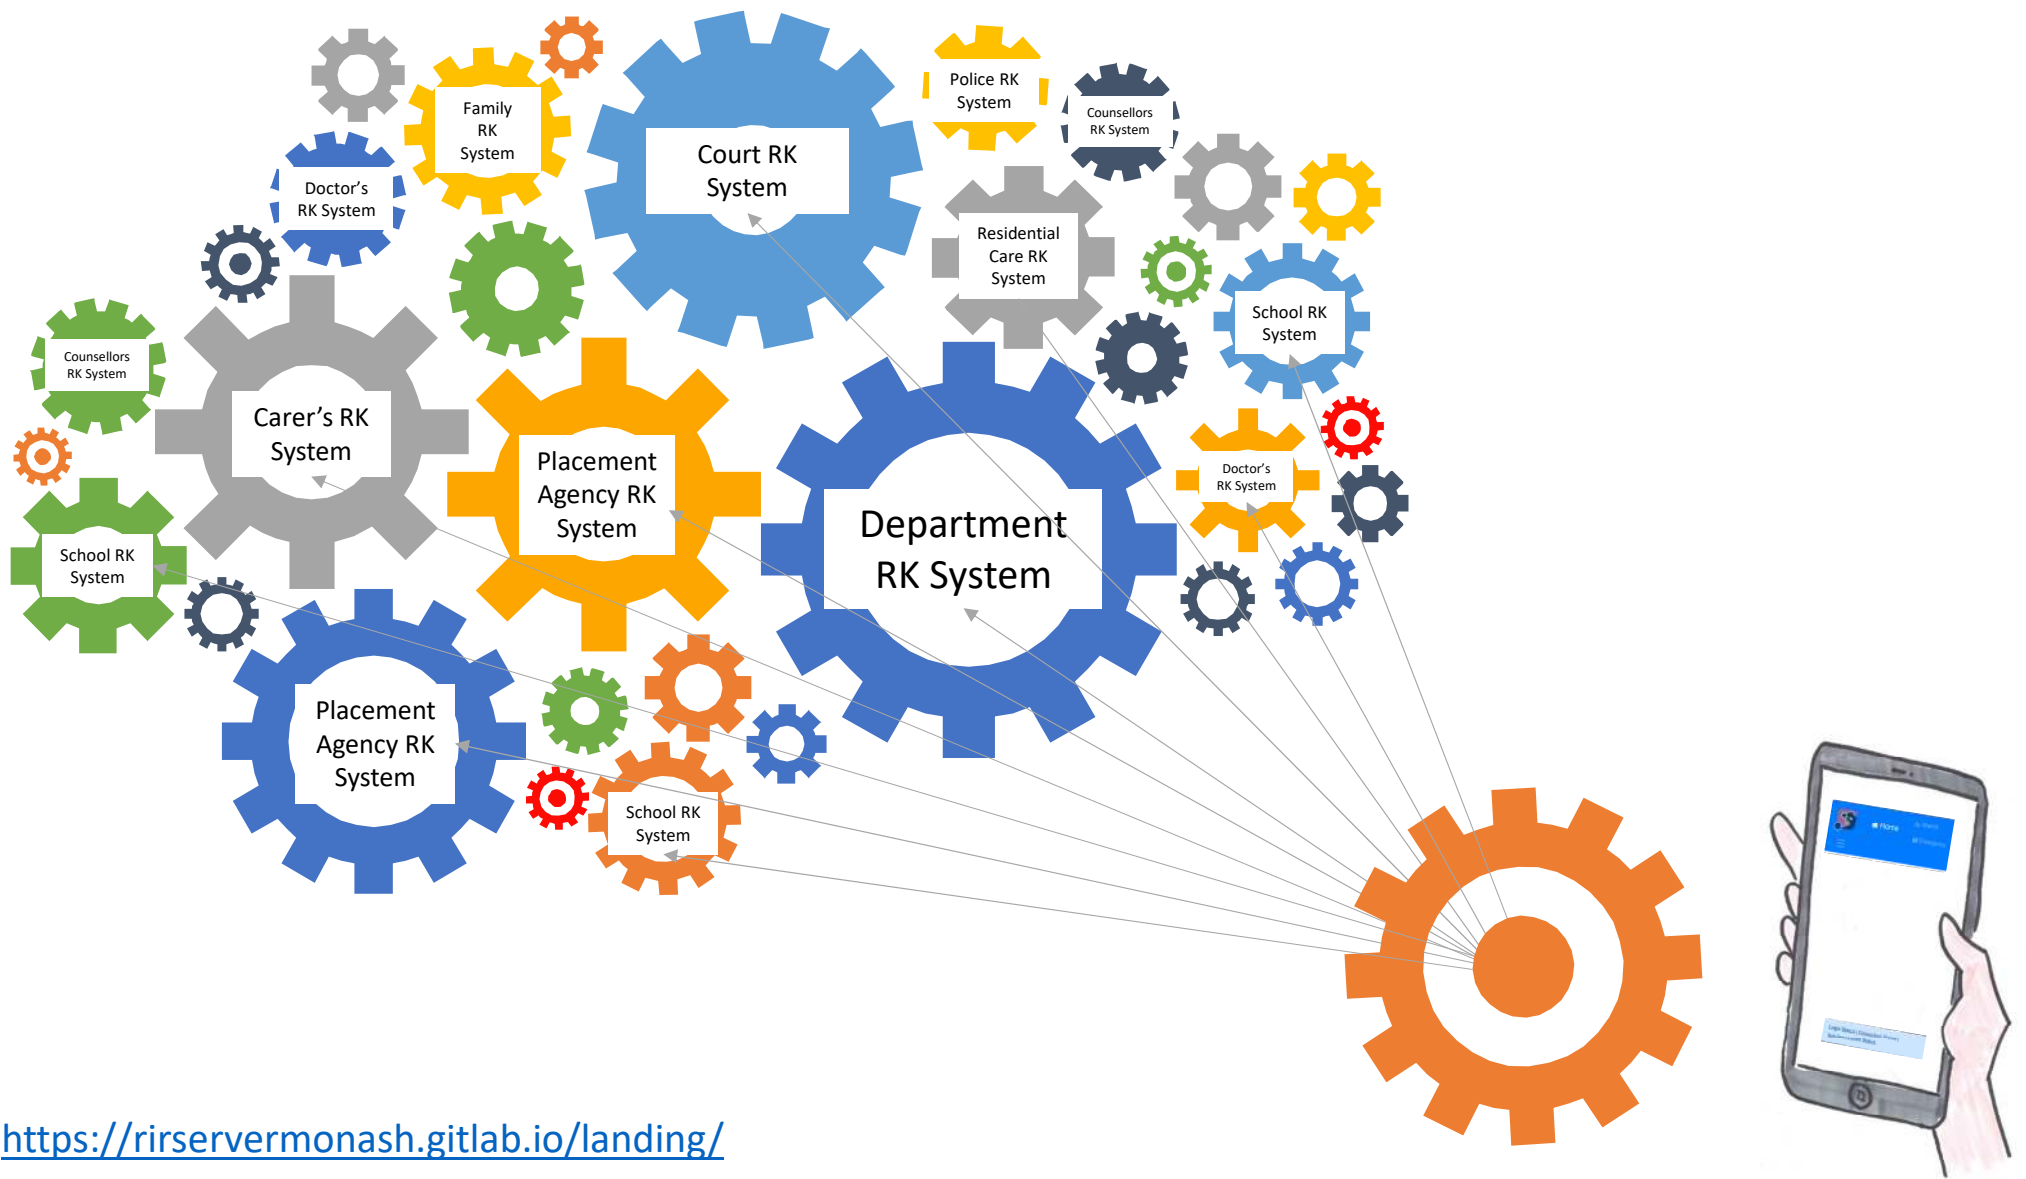 Police RK
System
Family
RK
System
Counsellors
RK System
Court RK
System
Doctor's
RK System
Residential
Care RK
System
School RK
System
Counsellors
RK System
Carer's RK
System
Placement
Agency RK
System
Doctor's
RK System
Department
RK System
School RK
System
Placement
Agency RK
System
School RK
System
Home
https://rirservermonash.gitlab.io/landing/